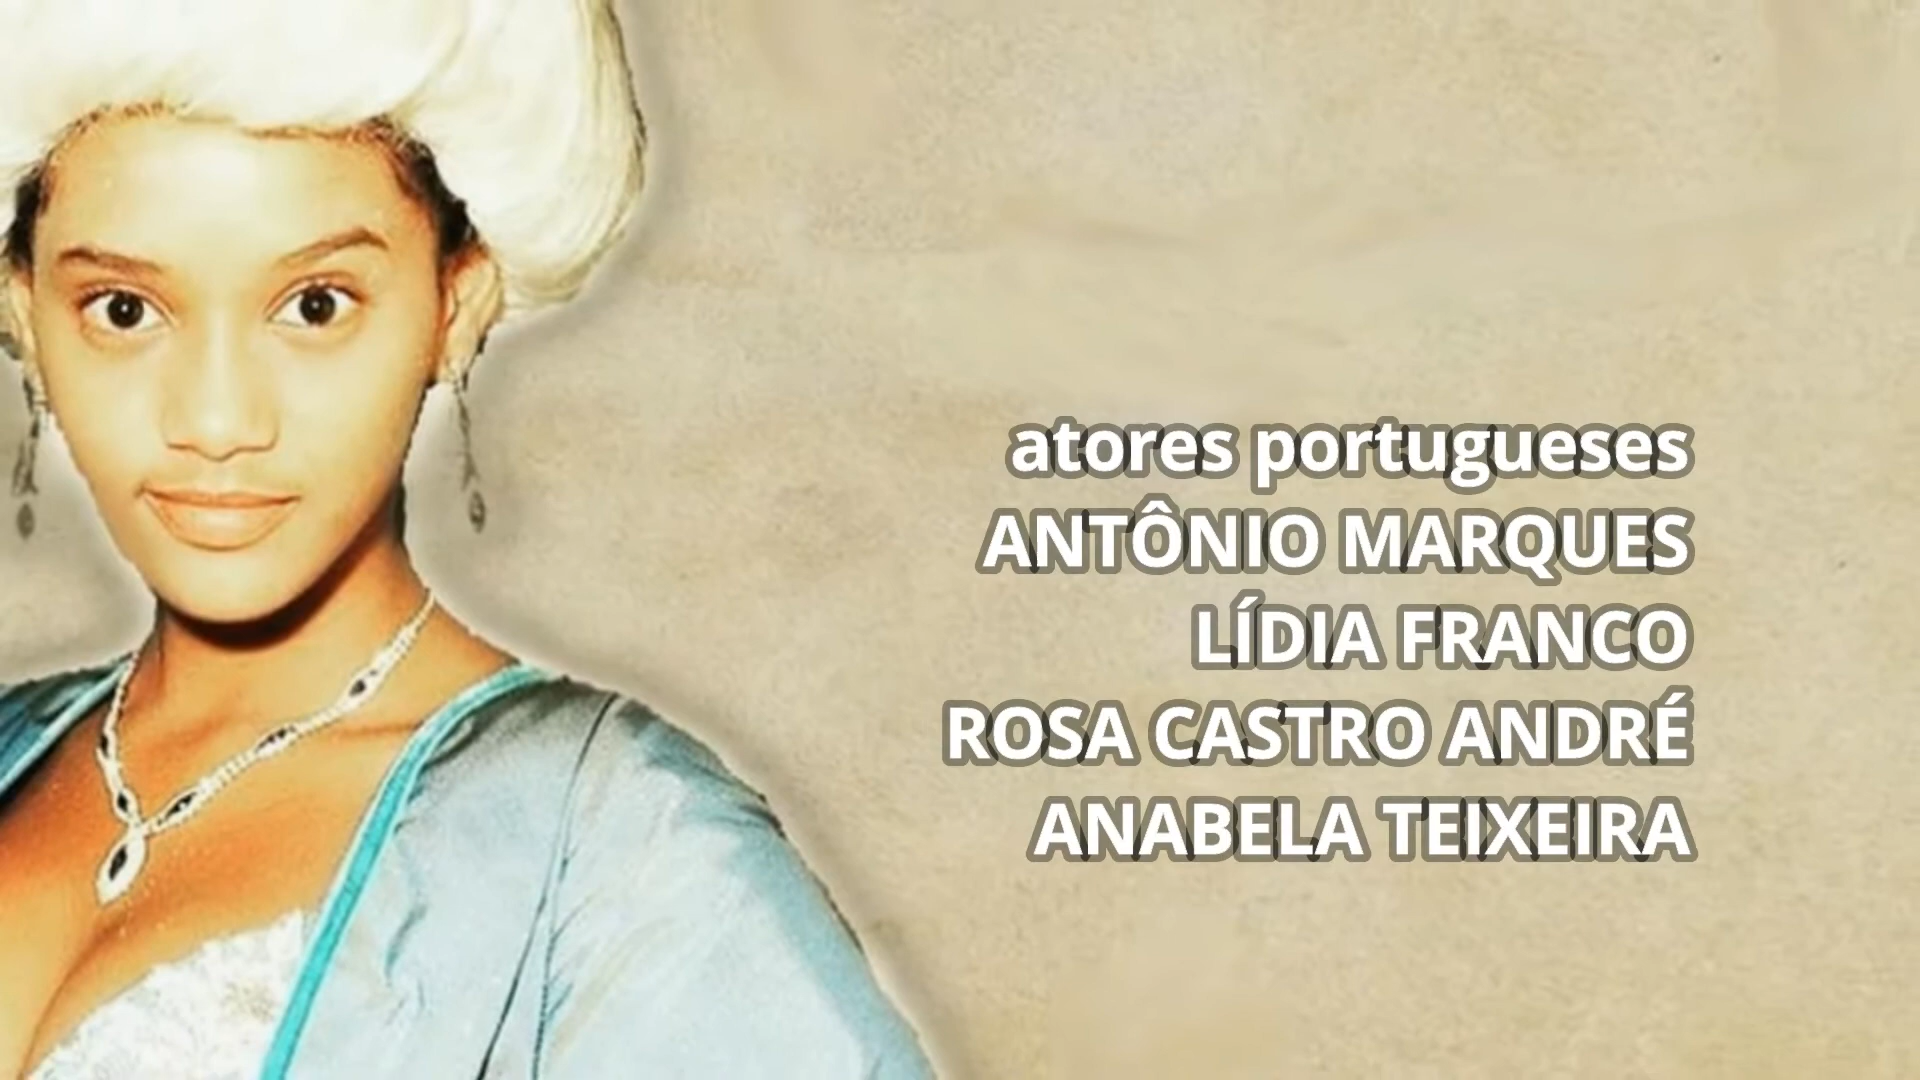 atores portugueses
ANTÔNIO MARQUES
LÍDIA FRANCO
ROSA CASTRO ANDRÉ
ANABELA TEIXEIRA